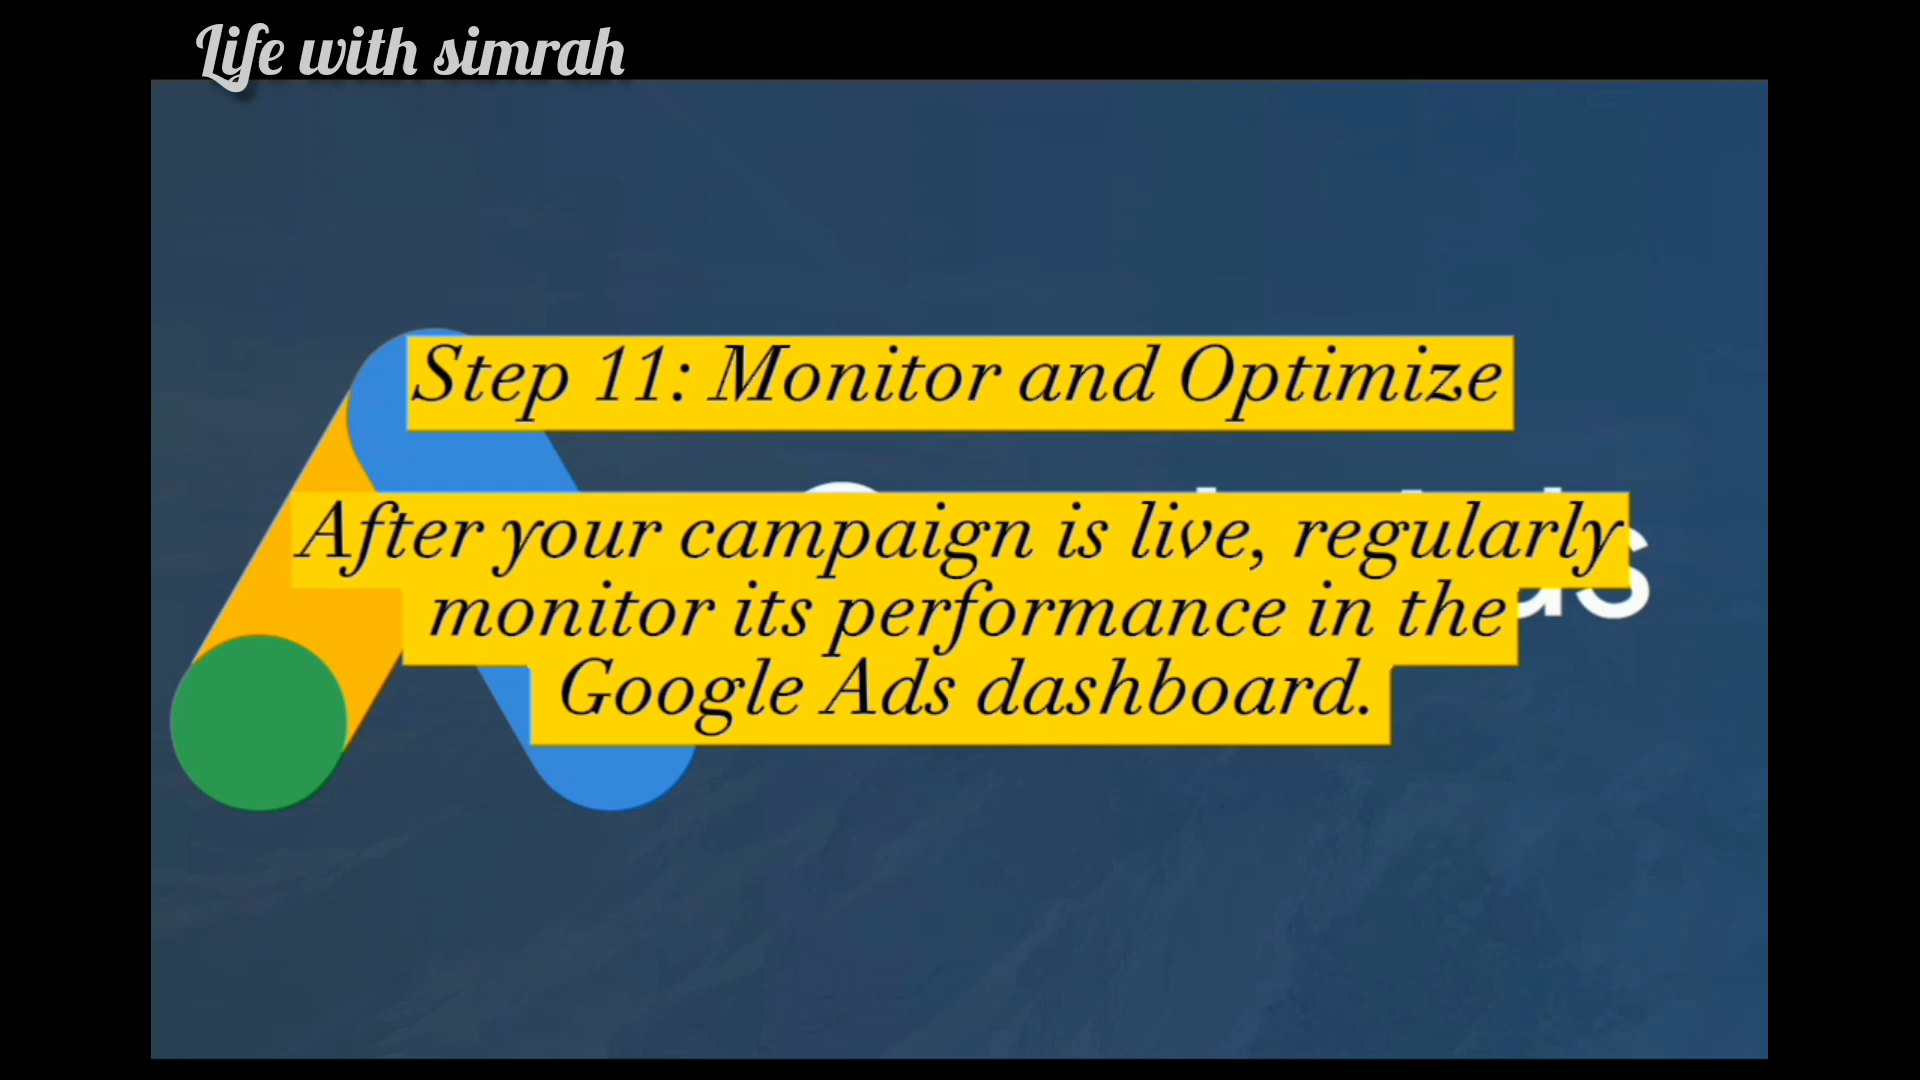 Life with simrah
Step 11: Monitor and Optimize
After your campaign is live, regularly
monitor its performance in the
Google Ads dashboard.